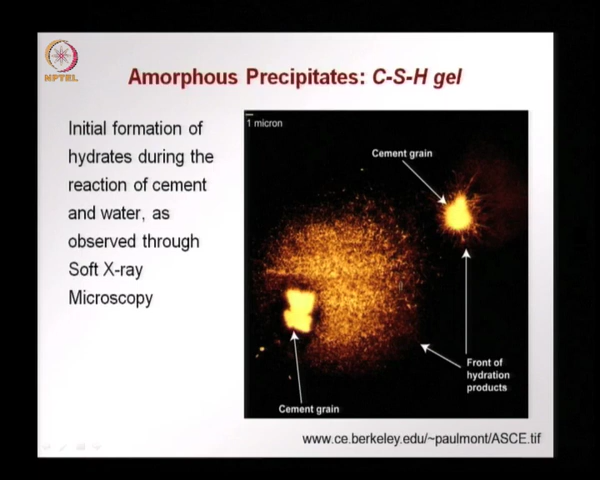 NPTEL
Amorphous Precipitates: C-S-H gel
Initial formation of
hydrates during the
reaction of cement
and water, as
observed through
Soft X-ray
Microscopy
1 micron
Cement grain
Front of
hydration
products
Cement grain
www.ce.berkeley.edu/~paulmont/ASCE.tif